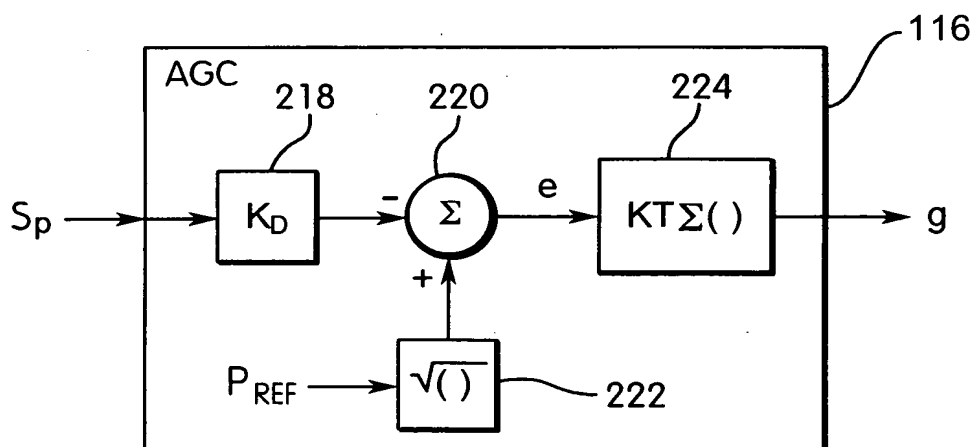 116
AGC
218
220
224
Sp
KD
-
Σ
e
KTΣ( )
g
+
PREF
√( )
222